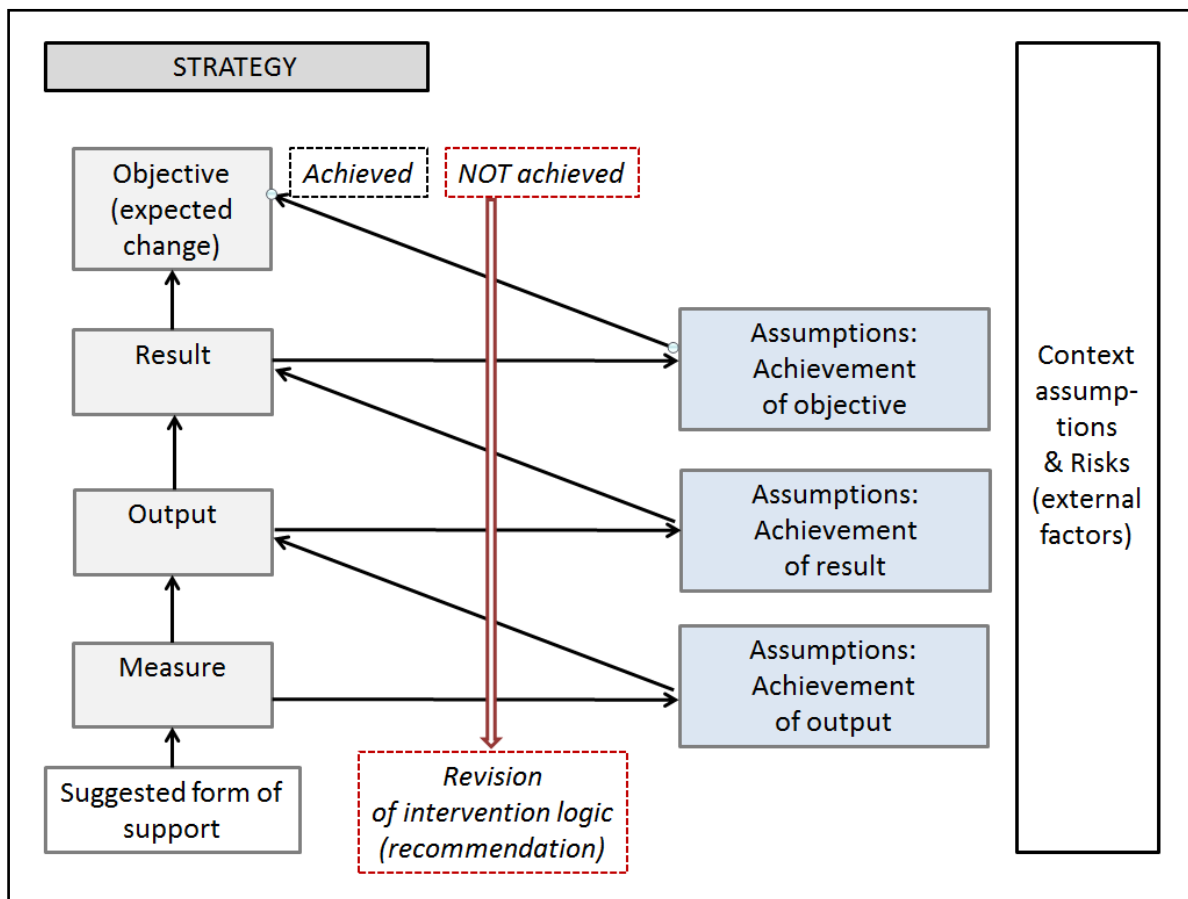 STRATEGY
Objective
(expected
change)
Achieved
NOT achieved
Result
Assumptions:
Achievement
of objective
Context
assump-
tions
& Risks
(external
factors)
Output
Assumptions:
Achievement
of result
Measure
Assumptions:
Achievement
of output
Suggested form of
support
Revision
of intervention logic
(recommendation)